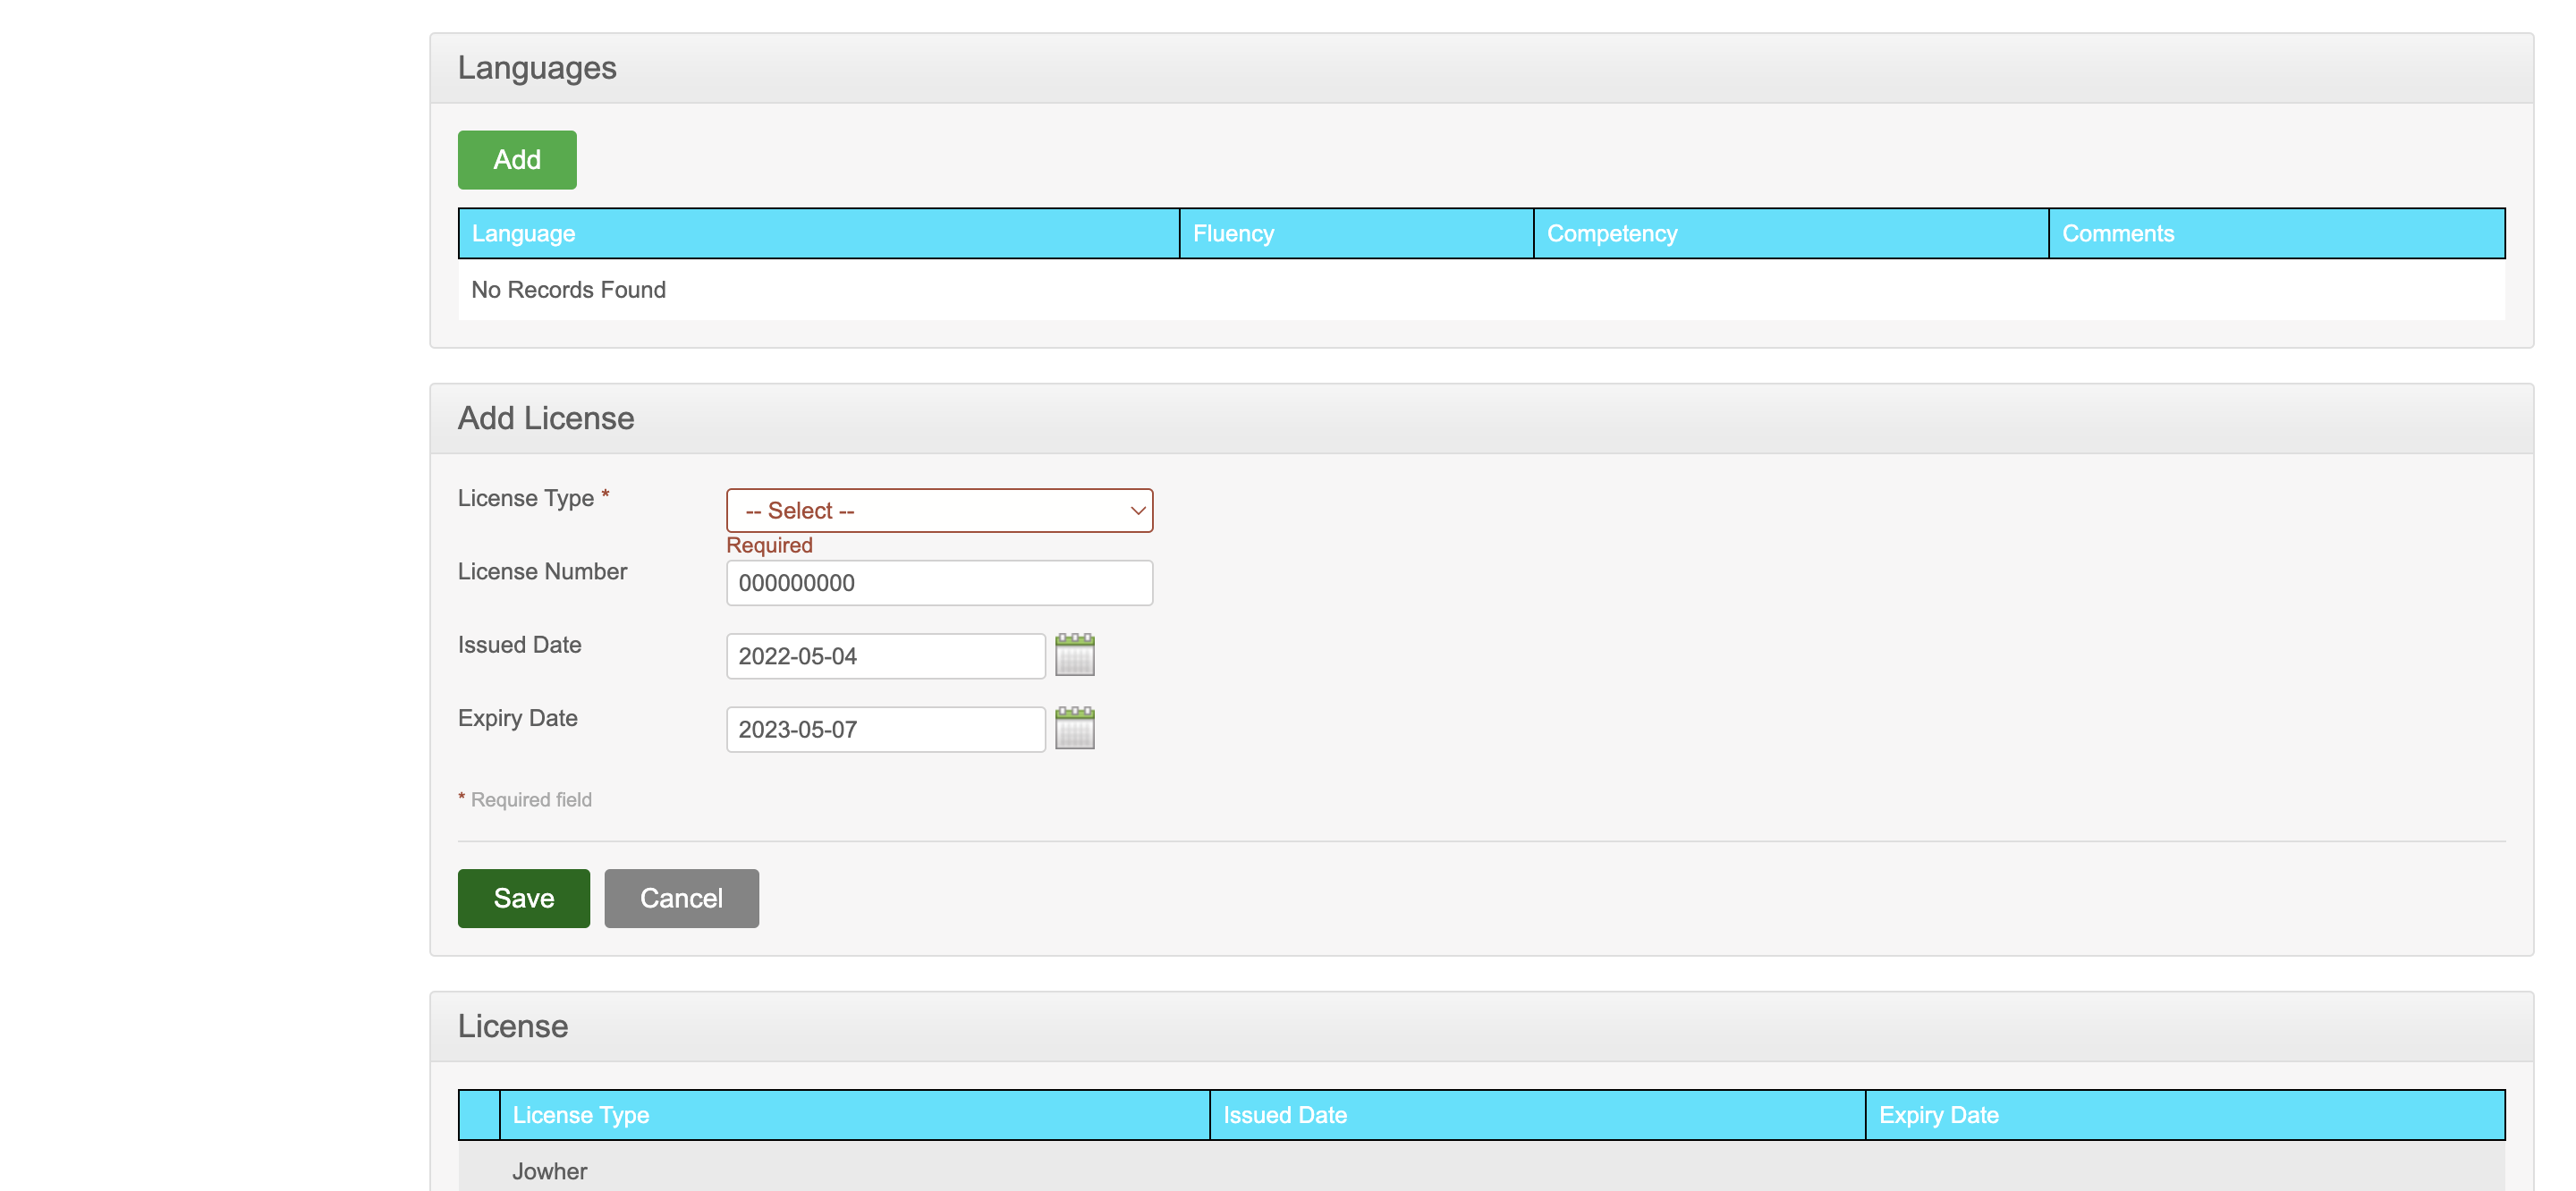 Languages
Add
Language Fluency Competency Comments
No Records Found
Add License
License Type * -- Select --
Required
License Number 000000000
Issued Date 2022-05-04
Expiry Date 2023-05-07
* Required field
Save Cancel
License
License Type Issued Date Expiry Date
Jowher